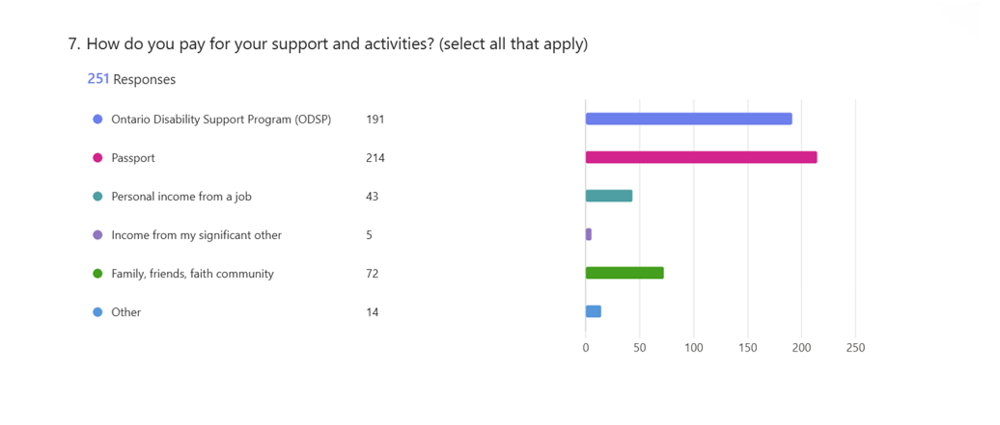 7. How do you pay for your support and activities? (select all that apply)
251 Responses
Ontario Disability Support Program (ODSP) 191
Passport 214
Personal income from a job 43
Income from my significant other 5
Family, friends, faith community 72
Other 14
0 50 100 150 200 250